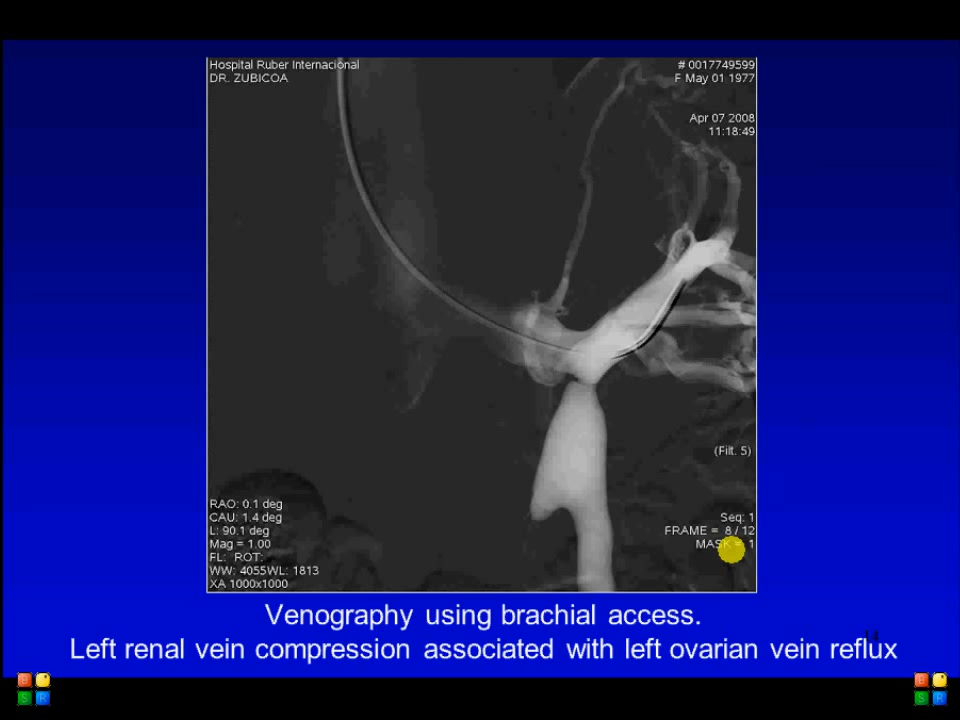 Hospital Ruber Internacional
DR. ZUBICOA
# 0017749599
F May 01 1977
Apr 07 2008
11:18:49
(Filt. 5)
RAO: 0.1 deg
CAU: 1.4 deg
L: 90.1 deg
Mag = 1.00
FL: ROT:
WW: 4055WL: 1813
XA 1000x1000
Seq: 1
FRAME = 8 / 12
MASK = 1
Venography using brachial access.
14
Left renal vein compression associated with left ovarian vein reflux
B
S R
B
S R